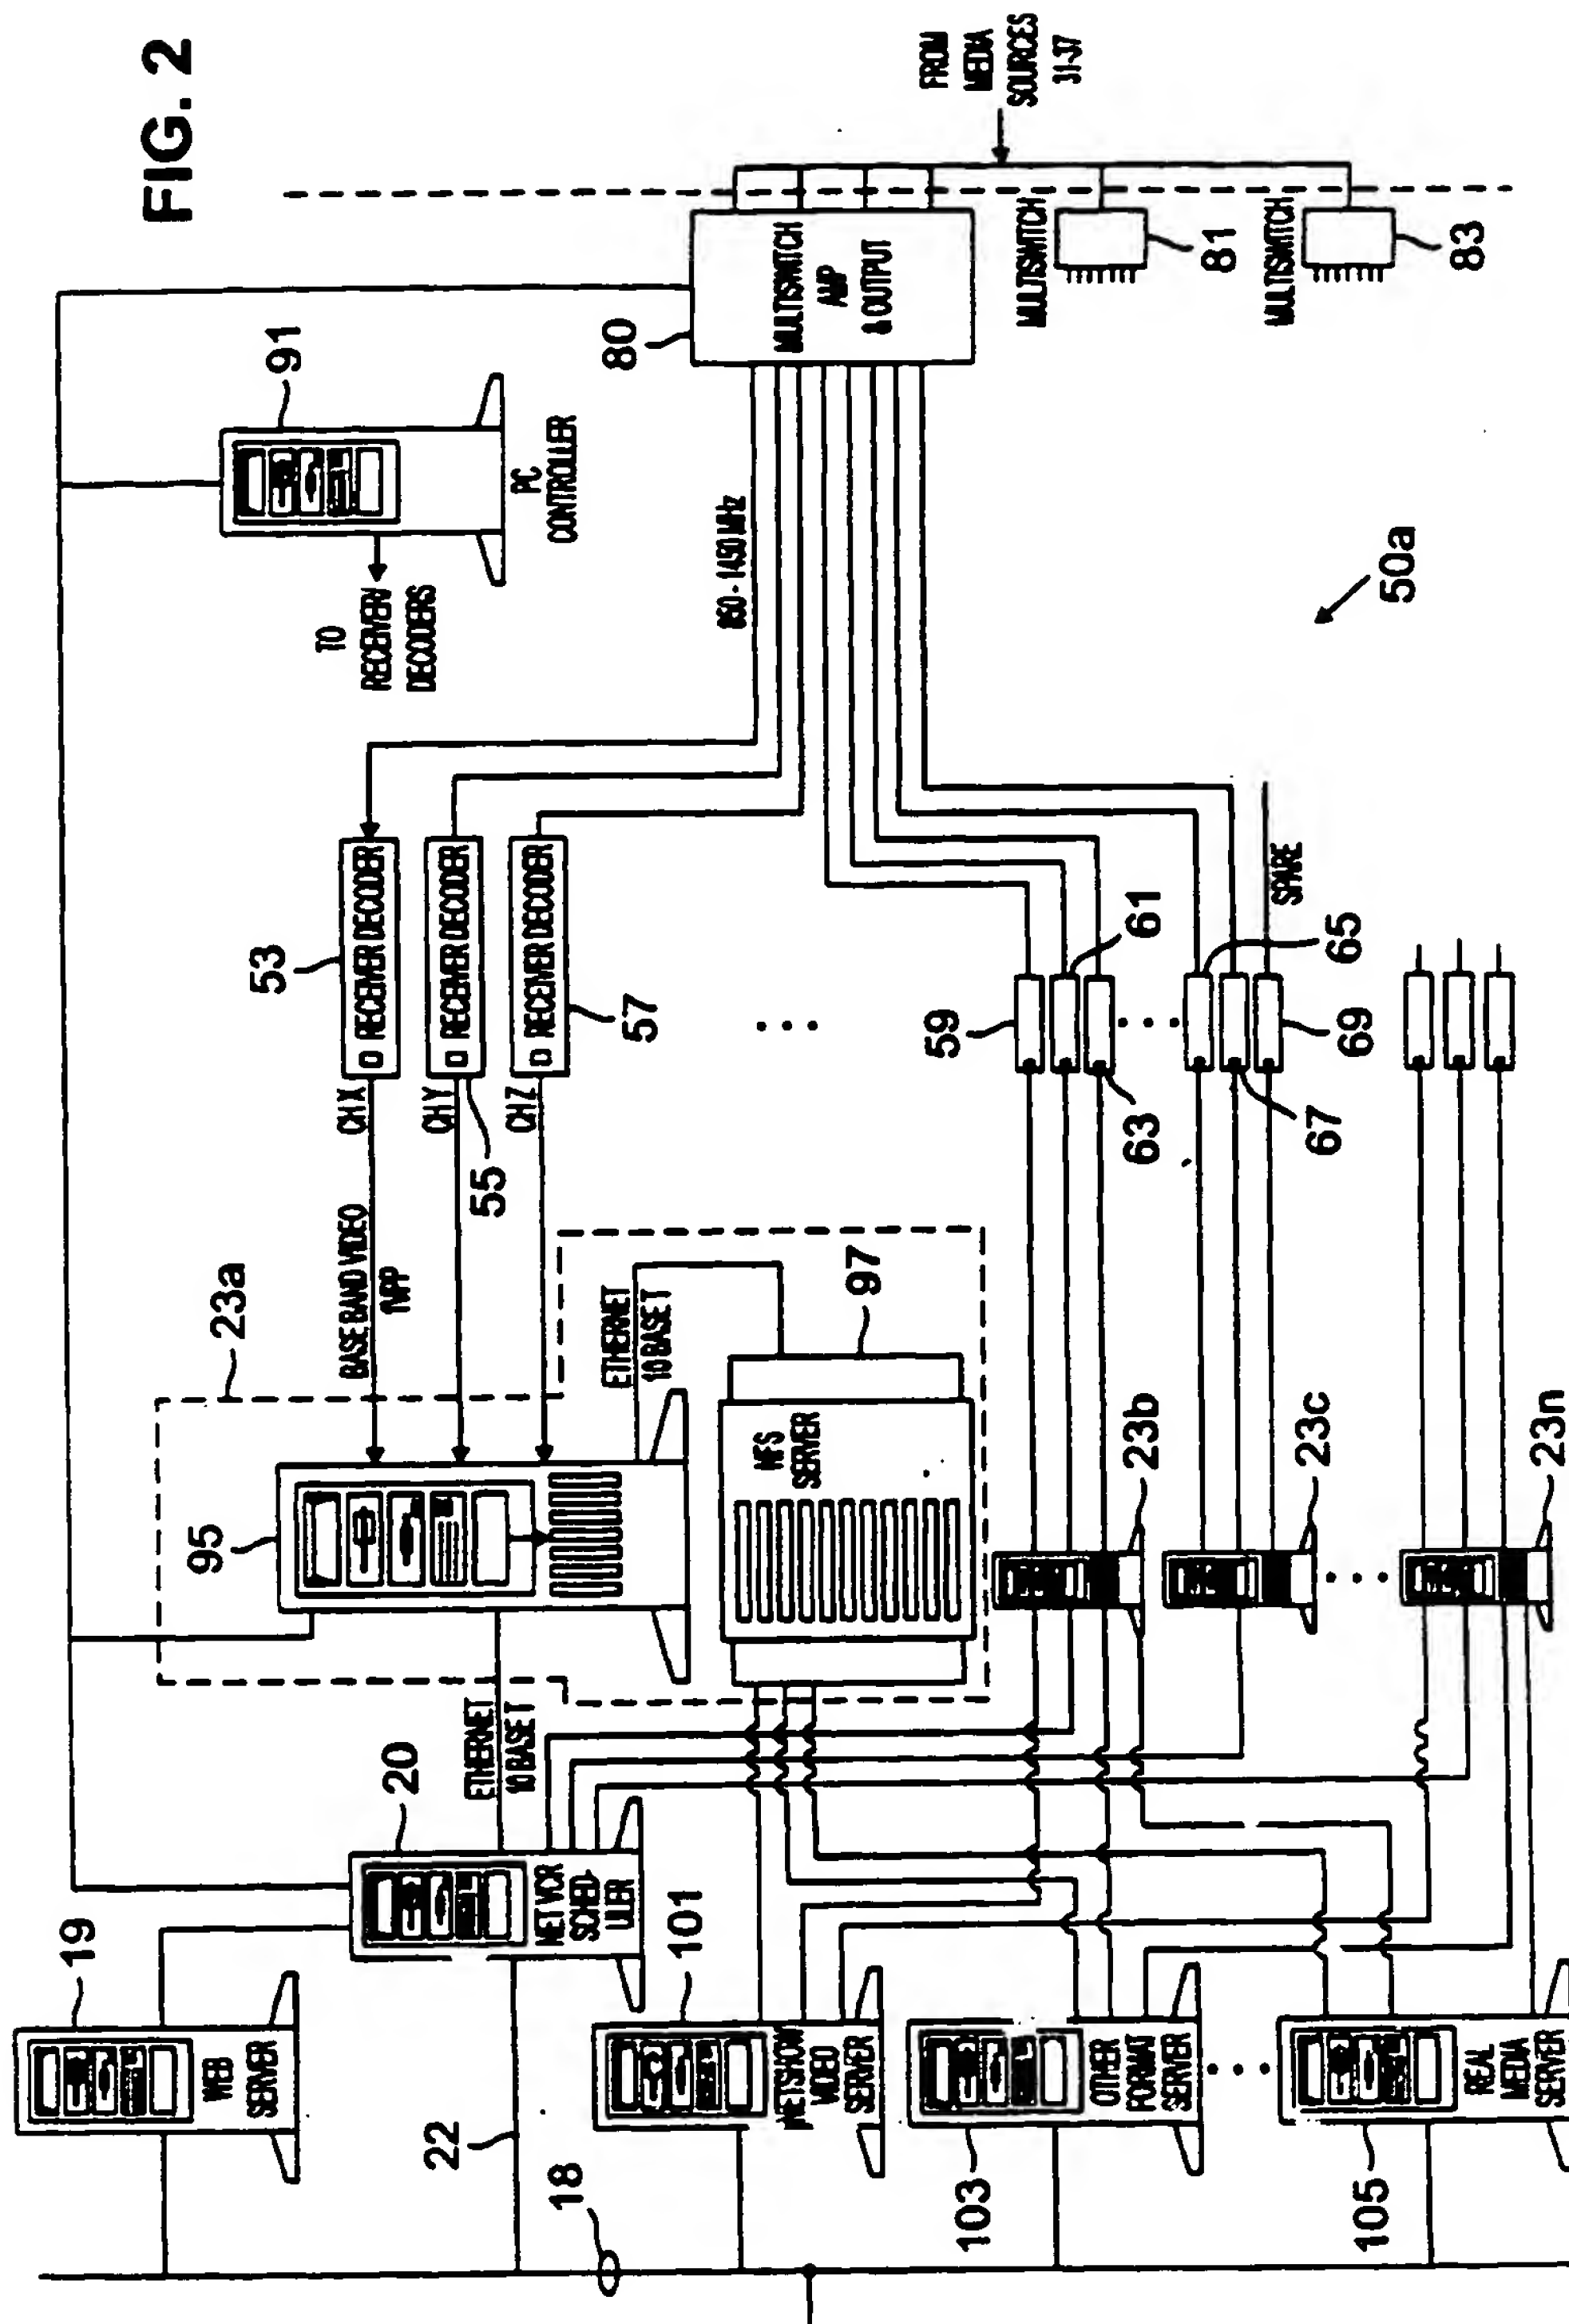 FIG. 2
FROM
MEDIA
SOURCES
31-37
MULTISWITCH
AMP
& OUTPUT
80
MULTISWITCH
81
MULTISWITCH
83
91
PC
CONTROLLER
TO
RECEIVER/
DECODERS
950 - 1450 MHz
50a
53
RECEIVER DECODER
RECEIVER DECODER
RECEIVER DECODER
57
CH X
CH Y
CH Z
55
BASE BAND VIDEO
1VPP
59
61
63
65
67
69
SPARE
23a
95
ETHERNET
10 BASE T
97
NFS
SERVER
23b
23c
23n
ETHERNET
10 BASE T
20
NET VCR
SCHED-
ULER
19
WEB
SERVER
22
18
101
NETSHOW
VIDEO
SERVER
103
OTHER
FORMAT
SERVER
105
REAL
MEDIA
SERVER